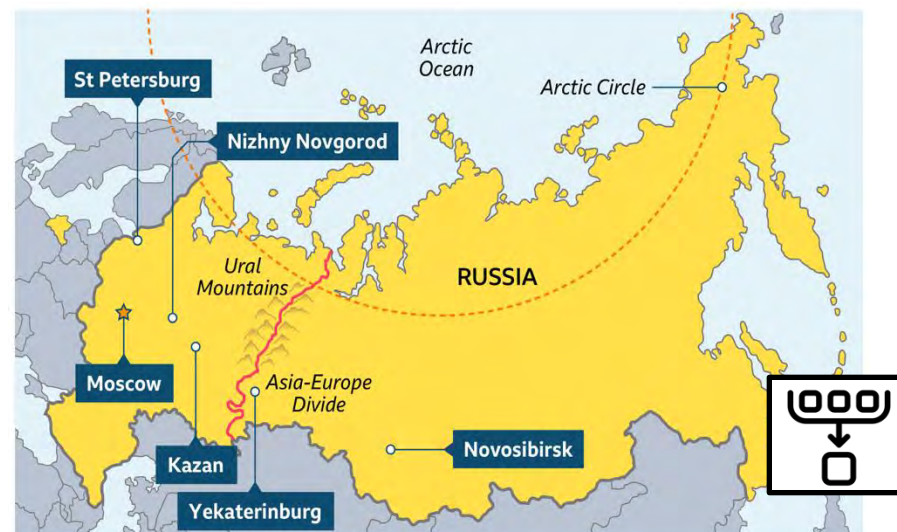 Arctic
Ocean
St Petersburg
Arctic Circle
Nizhny Novgorod
Ural
Mountains
RUSSIA
Moscow
Asia-Europe
Divide
Kazan
Novosibirsk
Yekaterinburg